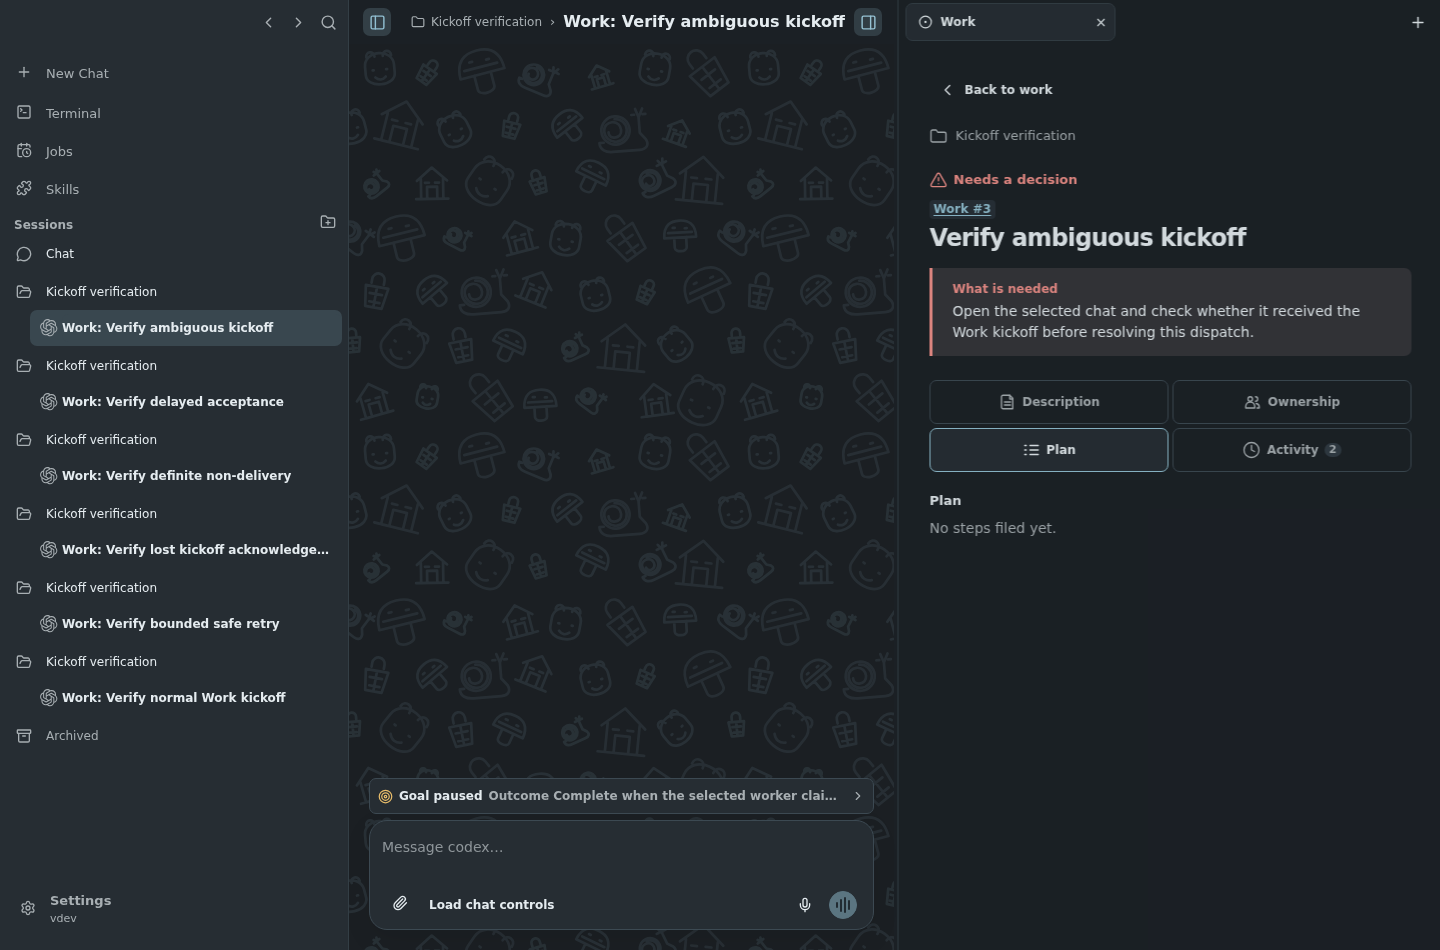 New Chat
Terminal
Jobs
Skills
Sessions
Chat
Kickoff verification
Work: Verify ambiguous kickoff
Kickoff verification
Work: Verify delayed acceptance
Kickoff verification
Work: Verify definite non-delivery
Kickoff verification
Work: Verify lost kickoff acknowledge...
Kickoff verification
Work: Verify bounded safe retry
Kickoff verification
Work: Verify normal Work kickoff
Archived
Settings
vdev
Kickoff verification › Work: Verify ambiguous kickoff
Goal paused Outcome Complete when the selected worker clai...
Message codex...
Load chat controls
Work
Back to work
Kickoff verification
Needs a decision
Work #3
Verify ambiguous kickoff
What is needed
Open the selected chat and check whether it received the
Work kickoff before resolving this dispatch.
Description
Ownership
Plan
Activity 2
Plan
No steps filed yet.